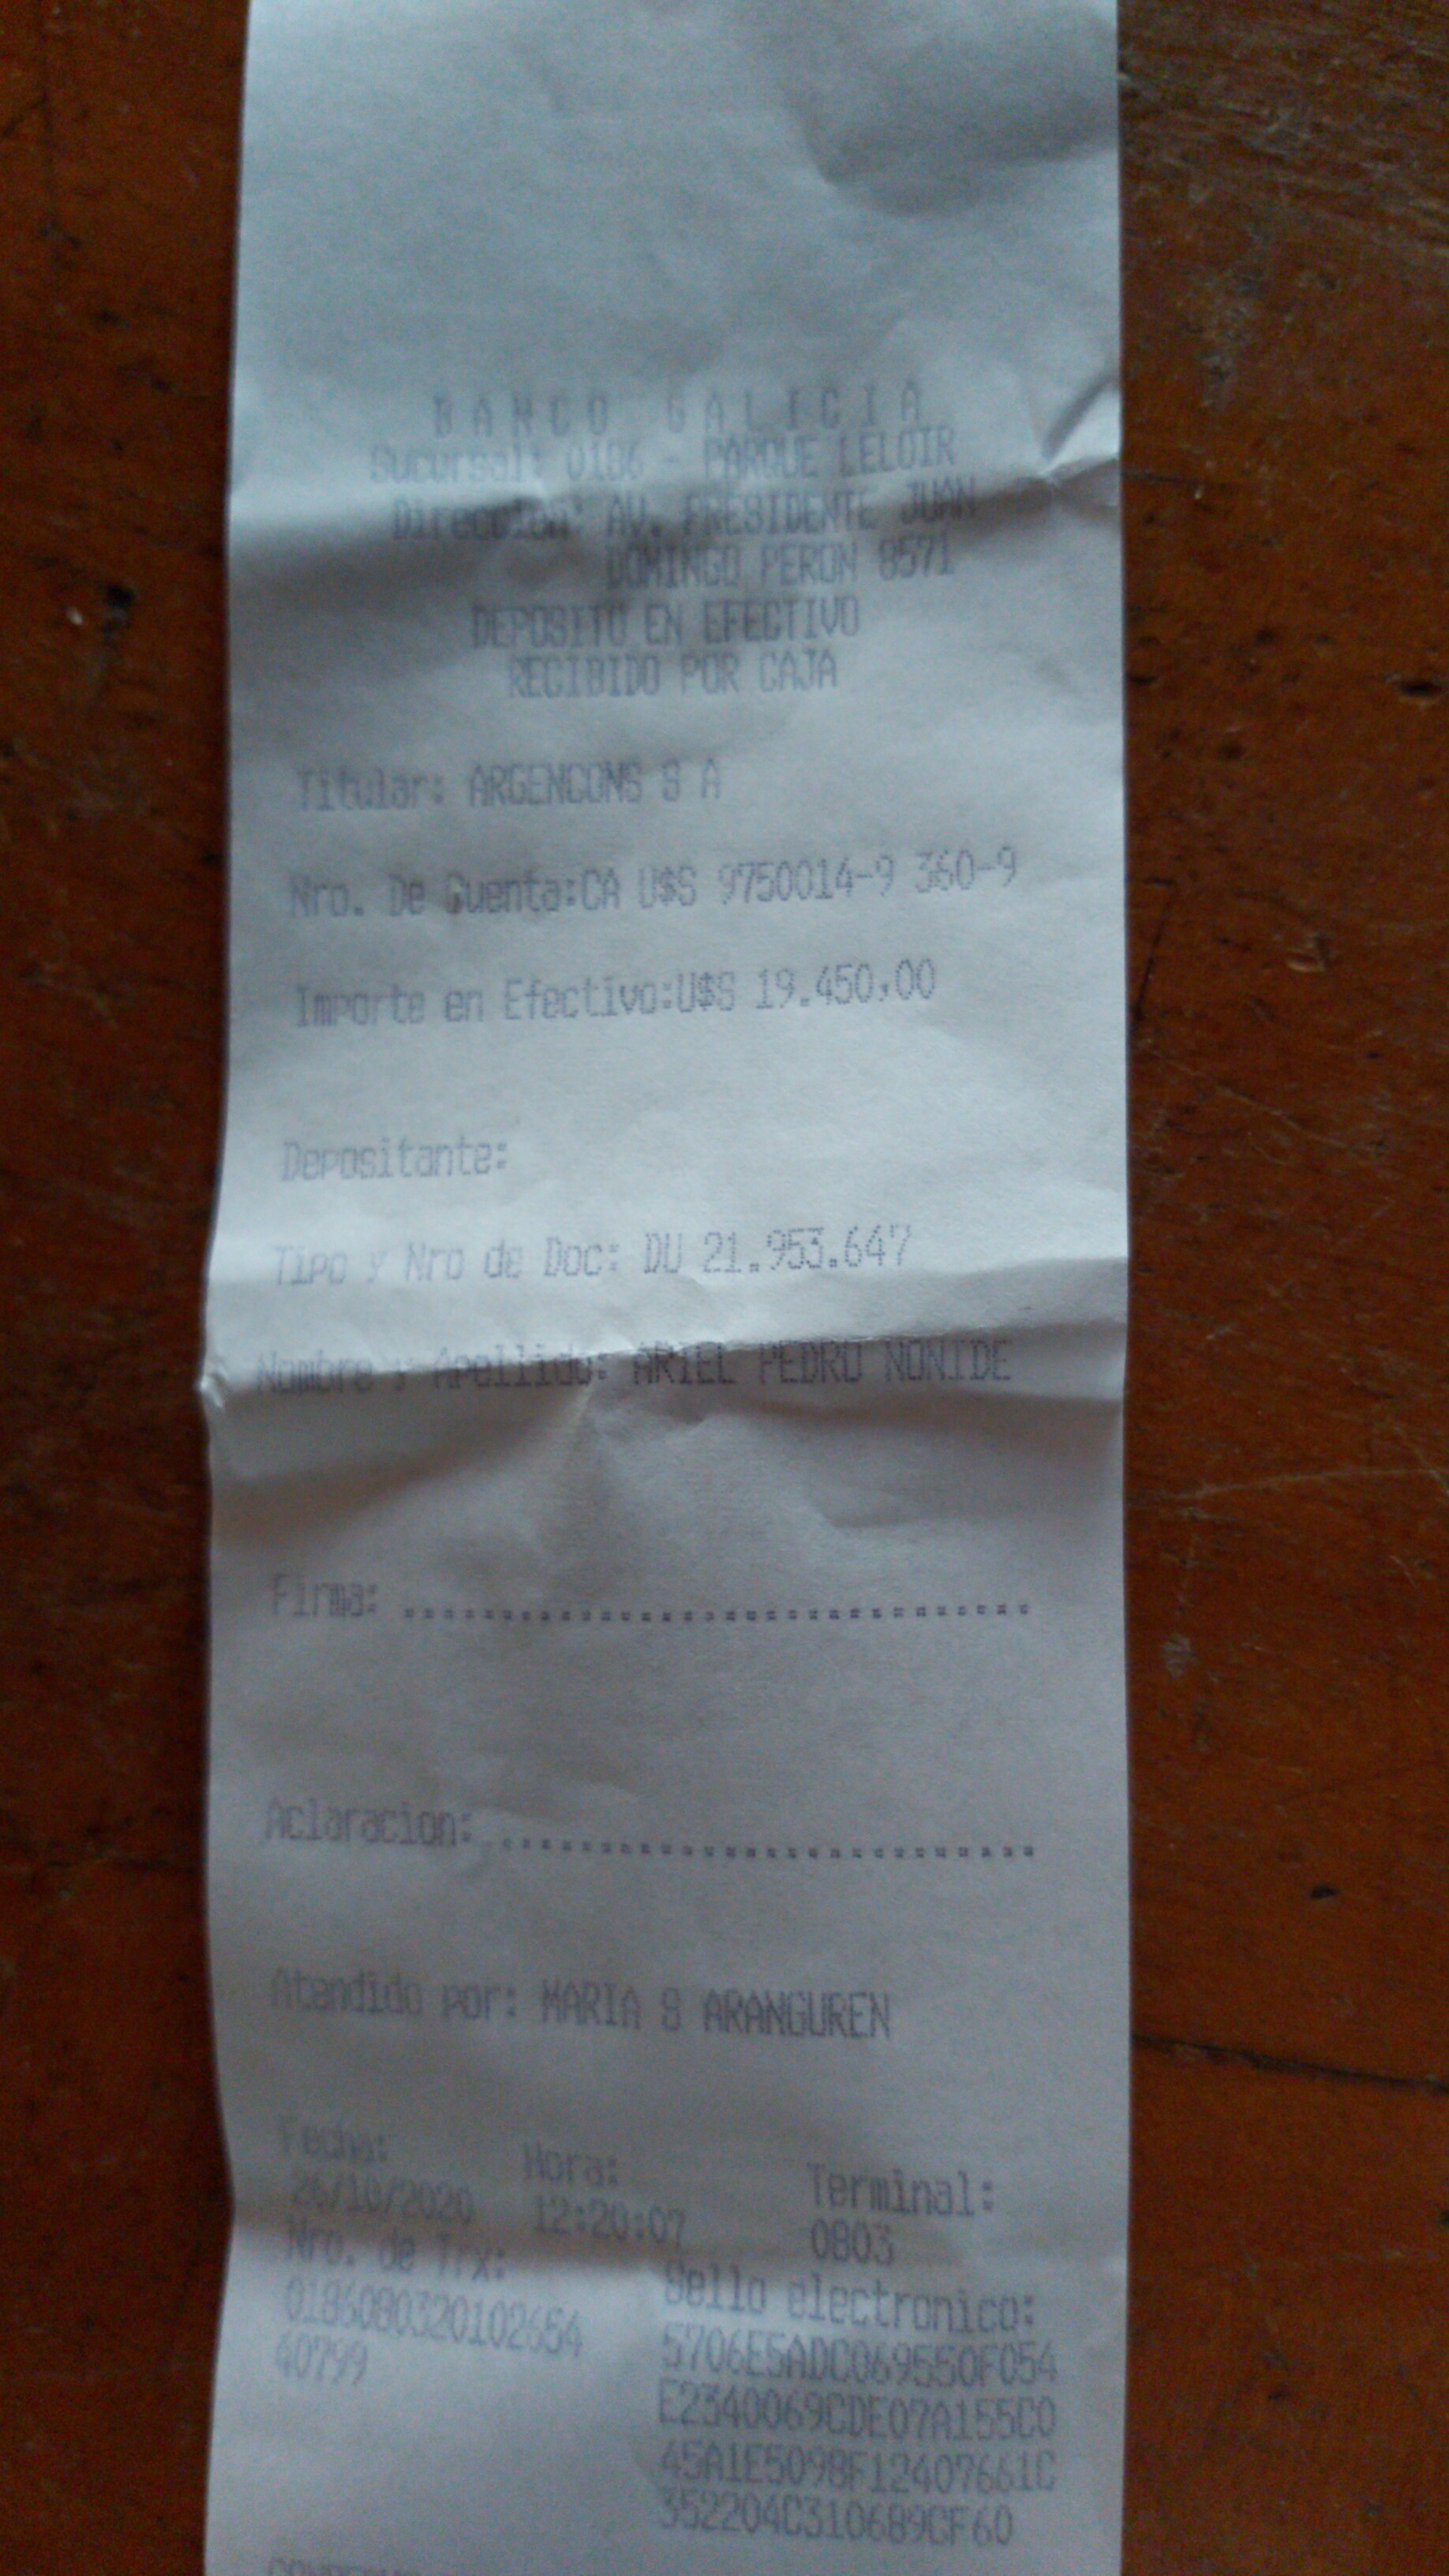 BANCO GALICIA
Sucursal: 0186 - PARQUE LELOIR
Direccion: AV. PRESIDENTE JUAN
DOMINGO PERON 8571
DEPOSITO EN EFECTIVO
RECIBIDO POR CAJA
Titular: ARGENCONS S A
Nro. De Cuenta:CA U$S 9750014-9 360-9
Importe en Efectivo:U$S 19.450,00
Depositante:
Tipo y Nro de Doc: DU 21.953.647
Nombre y Apellido: ARIEL PEDRO NONIDE
Firma: ................................
Aclaracion: ...........................
Atendido por: MARIA S ARANGUREN
Fecha: Hora: Terminal:
26/10/2020 12:20:07 0803
Nro. de Trx: Sello electronico:
0186080320102654 5706E5ADC069550F054
40799 E2340069CDE07A155C0
45A1E5098F12407661C
352204C310689CF60